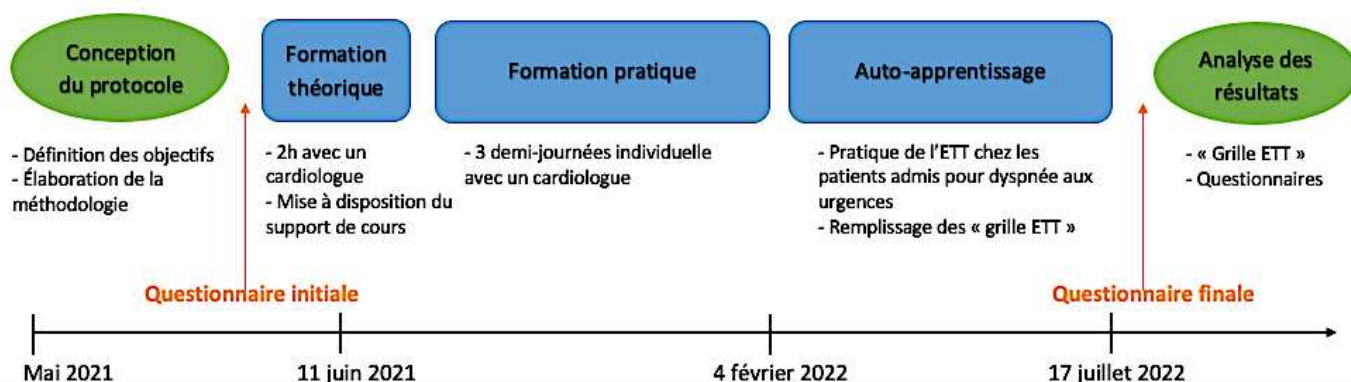 Conception
du protocole
Formation
théorique
Formation pratique
Auto-apprentissage
Analyse des
résultats
- Définition des objectifs
- Élaboration de la
méthodologie
- 2h avec un
cardiologue
- Mise à disposition du
support de cours
- 3 demi-journées individuelle
avec un cardiologue
- Pratique de l'ETT chez les
patients admis pour dyspnée aux
urgences
- Remplissage des « grille ETT »
- « Grille ETT »
- Questionnaires
Questionnaire initiale
Questionnaire finale
Mai 2021
11 juin 2021
4 février 2022
17 juillet 2022